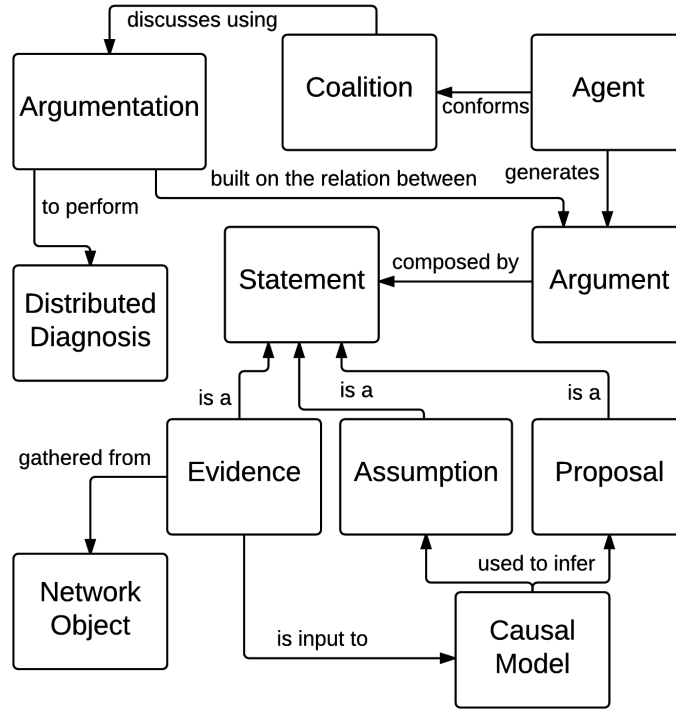 discusses using
Argumentation
Coalition
Agent
conforms
generates
built on the relation between
to perform
Statement
composed by
Argument
Distributed
Diagnosis
is a
is a
is a
gathered from
Evidence
Assumption
Proposal
Network
Object
used to infer
is input to
Causal
Model